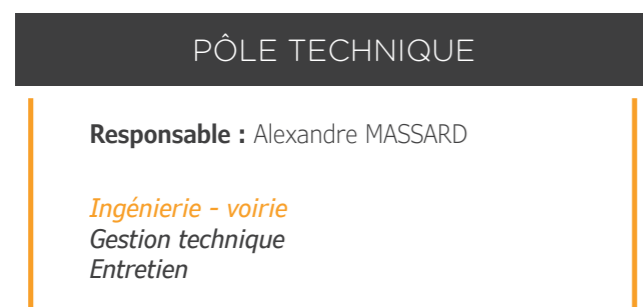 PÔLE TECHNIQUE
Responsable : Alexandre MASSARD
Ingénierie - voirie
Gestion technique
Entretien